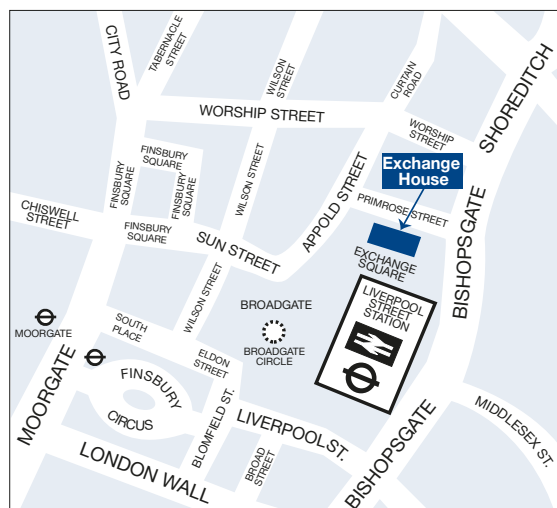 CITY ROAD
TABERNACLE
STREET
WILSON
STREET
CURTAIN
ROAD
SHOREDITCH
WORSHIP STREET
WORSHIP
STREET
FINSBURY
SQUARE
FINSBURY
SQUARE
FINSBURY
SQUARE
WILSON STREET
Exchange
House
APPOLD STREET
PRIMROSE STREET
CHISWELL
STREET
FINSBURY
SQUARE
SUN STREET
EXCHANGE
SQUARE
BISHOPSGATE
WILSON STREET
LIVERPOOL
STREET
STATION
BROADGATE
BROADGATE
CIRCLE
MOORGATE
SOUTH
PLACE
ELDON
STREET
MOORGATE
FINSBURY
CIRCUS
BLOMFIELD ST.
LIVERPOOL ST.
BROAD
STREET
BISHOPSGATE
MIDDLESEX ST.
LONDON WALL